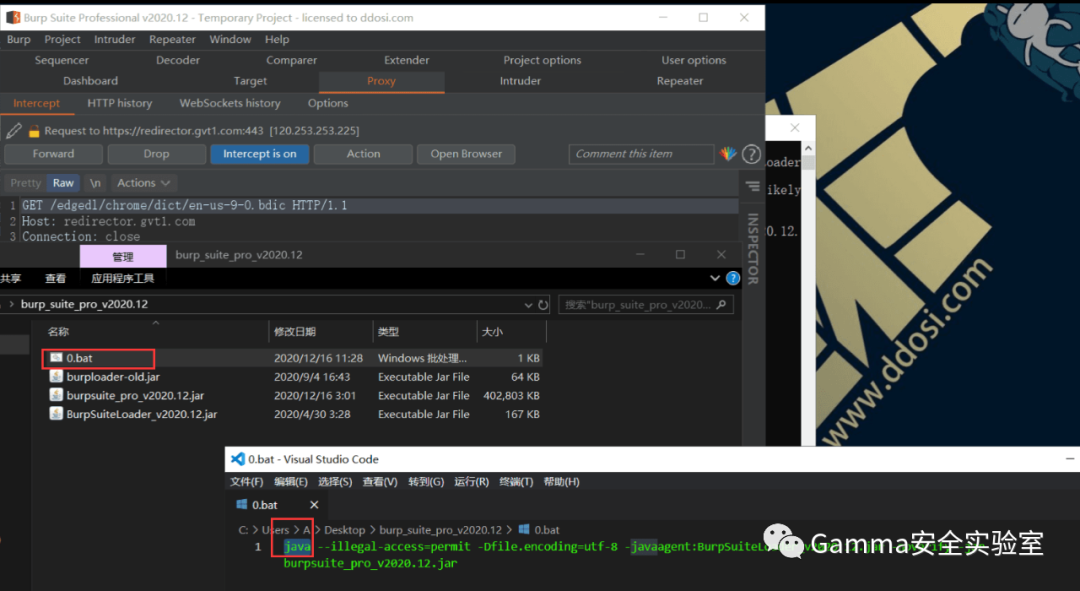 Burp Suite Professional v2020.12 - Temporary Project - licensed to ddosi.com
Burp Project Intruder Repeater Window Help
Sequencer Decoder Comparer Extender Project options User options
Dashboard Target Proxy Intruder Repeater
Intercept HTTP history WebSockets history Options
Request to https://redirector.gvt1.com:443 [120.253.253.225]
Forward Drop Intercept is on Action Open Browser Comment this item
Pretty Raw \n Actions
1 GET /edgedl/chrome/dict/en-us-9-0.bdic HTTP/1.1
2 Host: redirector.gvt1.com
3 Connection: close
INSPECTOR
oader
ikely
0.12.
管理 burp_suite_pro_v2020.12
共享 查看 应用程序工具
burp_suite_pro_v2020.12 搜索"burp_suite_pro_v2020...
名称 修改日期 类型 大小
0.bat 2020/12/16 11:28 Windows 批处理... 1 KB
burploader-old.jar 2020/9/4 16:43 Executable Jar File 64 KB
burpsuite_pro_v2020.12.jar 2020/12/16 3:01 Executable Jar File 402,803 KB
BurpSuiteLoader_v2020.12.jar 2020/4/30 3:28 Executable Jar File 167 KB
www.ddosi.com
0.bat - Visual Studio Code
文件(F) 编辑(E) 选择(S) 查看(V) 转到(G) 运行(R) 终端(T) 帮助(H)
0.bat
C: > Users > A > Desktop > burp_suite_pro_v2020.12 > 0.bat
1 java --illegal-access=permit -Dfile.encoding=utf-8 -javaagent:BurpSuiteLo
burpsuite_pro_v2020.12.jar
Gamma安全实验室